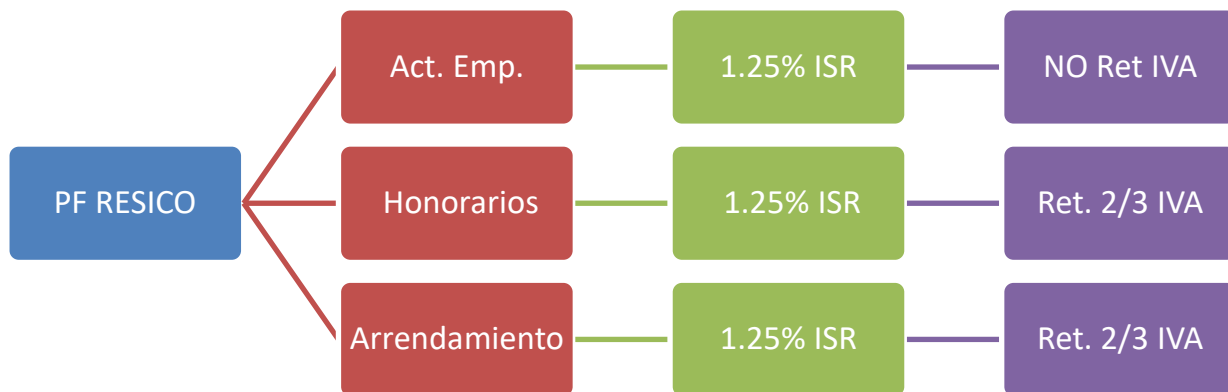 Act. Emp.
1.25% ISR
NO Ret IVA
PF RESICO
Honorarios
1.25% ISR
Ret. 2/3 IVA
Arrendamiento
1.25% ISR
Ret. 2/3 IVA